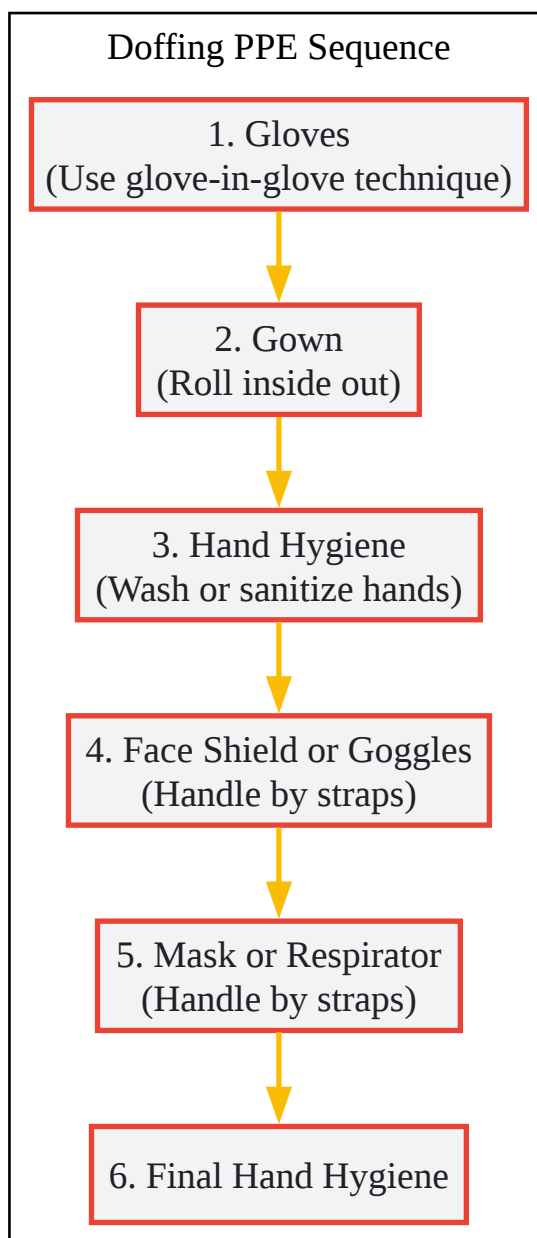 Doffing PPE Sequence
1. Gloves
(Use glove-in-glove technique)
2. Gown
(Roll inside out)
3. Hand Hygiene
(Wash or sanitize hands)
4. Face Shield or Goggles
(Handle by straps)
5. Mask or Respirator
(Handle by straps)
6. Final Hand Hygiene